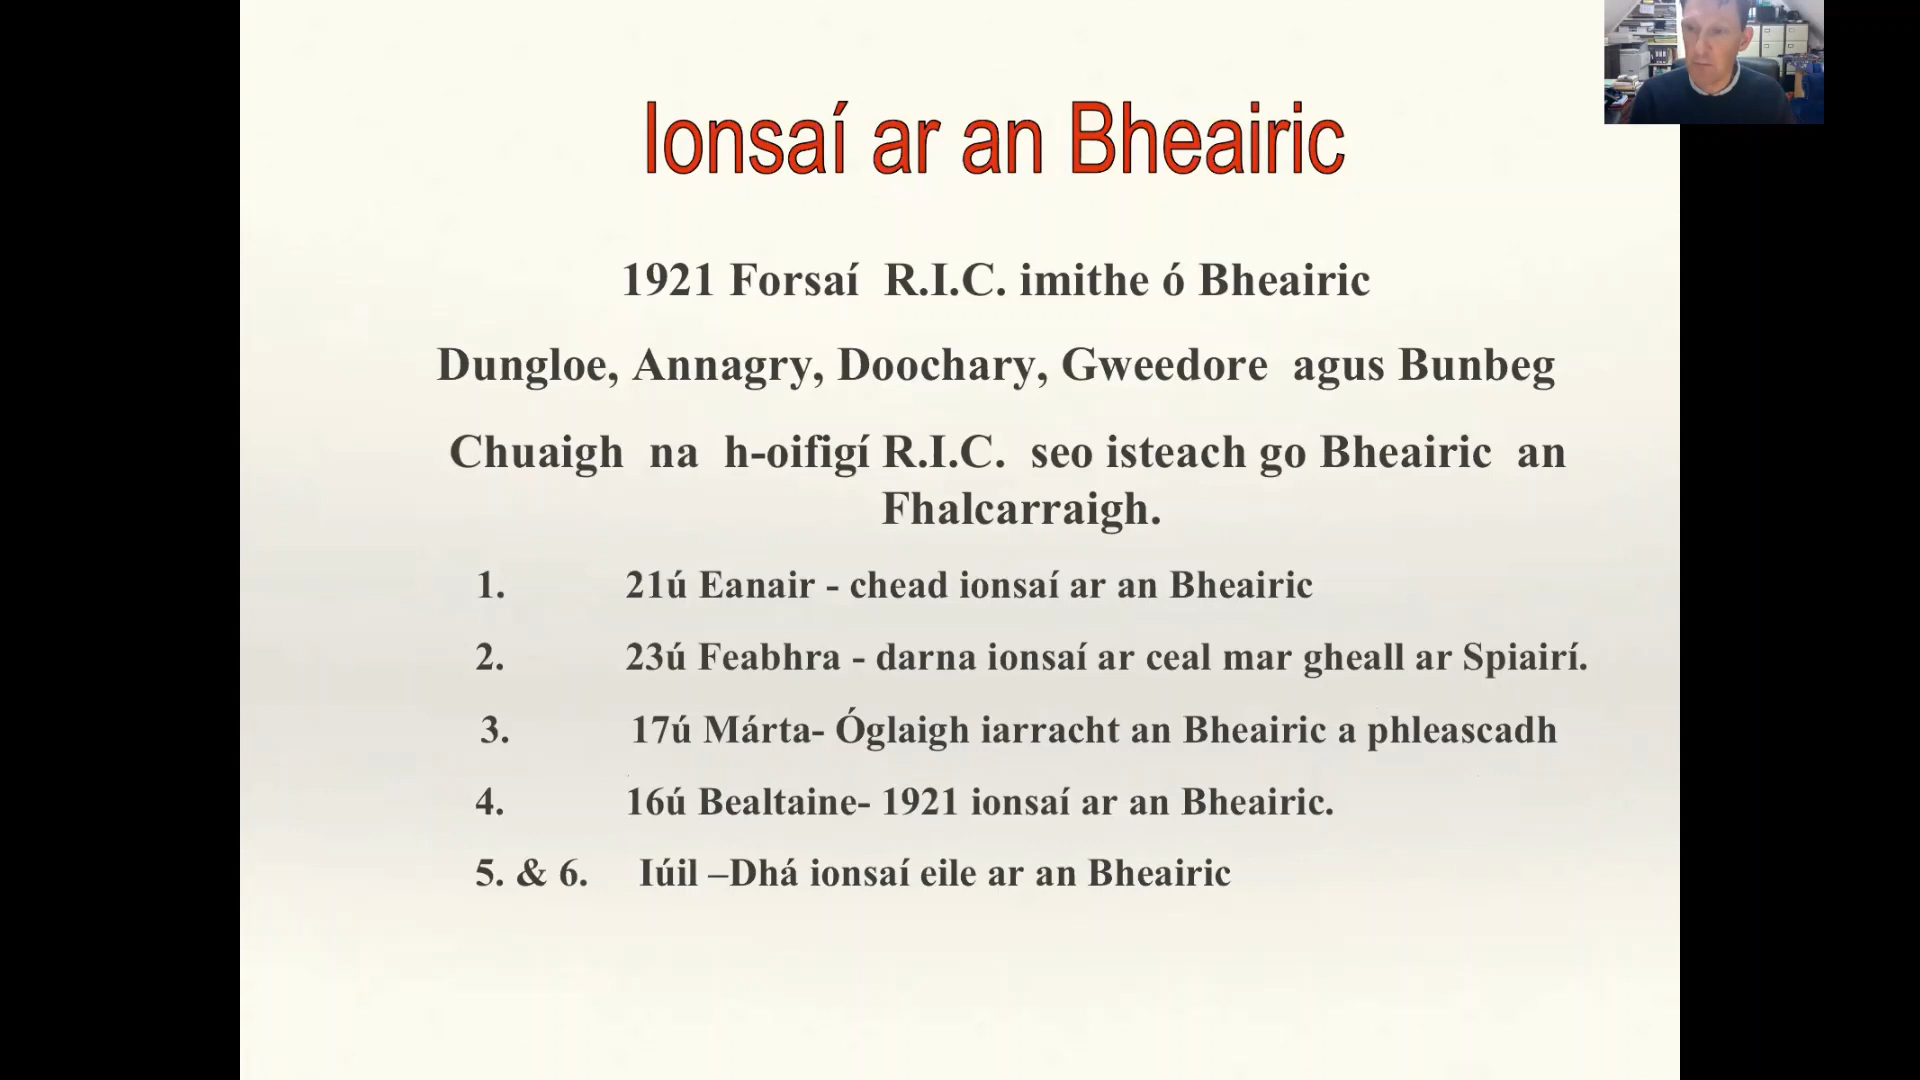 Ionsaí ar an Bheairic
1921 Forsaí R.I.C. imithe ó Bheairic
Dungloe, Annagry, Doochary, Gweedore agus Bunbeg
Chuaigh na h-oifigí R.I.C. seo isteach go Bheairic an
Fhalcarraigh.
1. 21ú Eanair - chead ionsaí ar an Bheairic
2. 23ú Feabhra - darna ionsaí ar ceal mar gheall ar Spiairí.
3. 17ú Márta- Óglaigh iarracht an Bheairic a phleascadh
4. 16ú Bealtaine- 1921 ionsaí ar an Bheairic.
5. & 6. Iúil –Dhá ionsaí eile ar an Bheairic